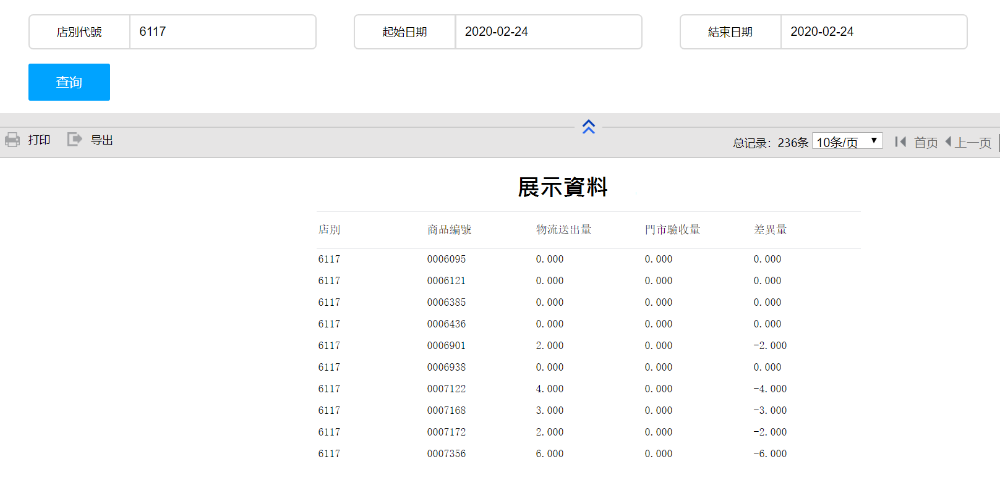 店別代號 6117 起始日期 2020-02-24 結束日期 2020-02-24
查询
打印 导出 总记录：236条 10条/页 首页 上一页
展示資料
店別 商品編號 物流送出量 門市驗收量 差異量
6117 0006095 0.000 0.000 0.000
6117 0006121 0.000 0.000 0.000
6117 0006385 0.000 0.000 0.000
6117 0006436 0.000 0.000 0.000
6117 0006901 2.000 0.000 -2.000
6117 0006938 0.000 0.000 0.000
6117 0007122 4.000 0.000 -4.000
6117 0007168 3.000 0.000 -3.000
6117 0007172 2.000 0.000 -2.000
6117 0007356 6.000 0.000 -6.000